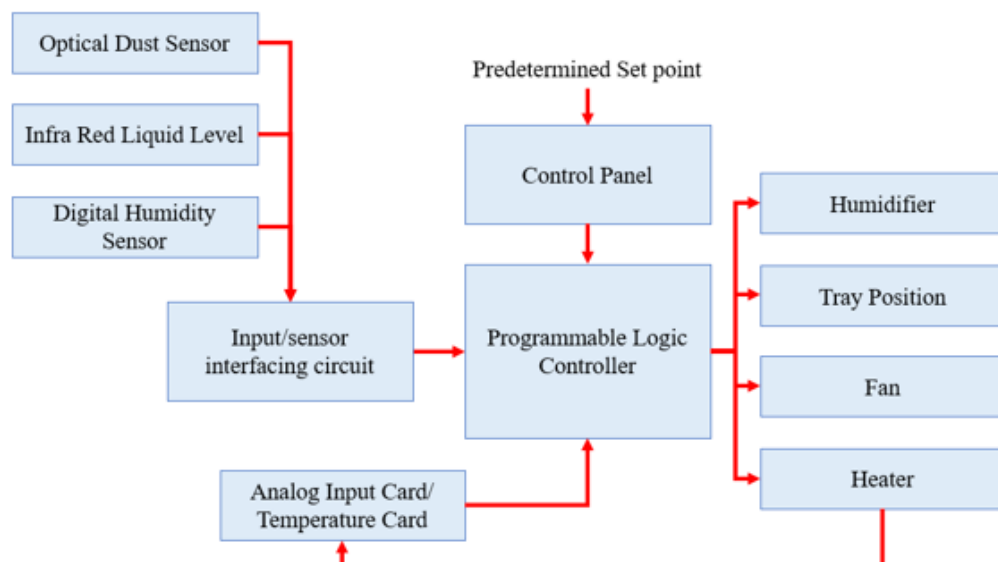 Optical Dust Sensor
Infra Red Liquid Level
Digital Humidity
Sensor
Input/sensor
interfacing circuit
Predetermined Set point
Control Panel
Programmable Logic
Controller
Analog Input Card/
Temperature Card
Humidifier
Tray Position
Fan
Heater